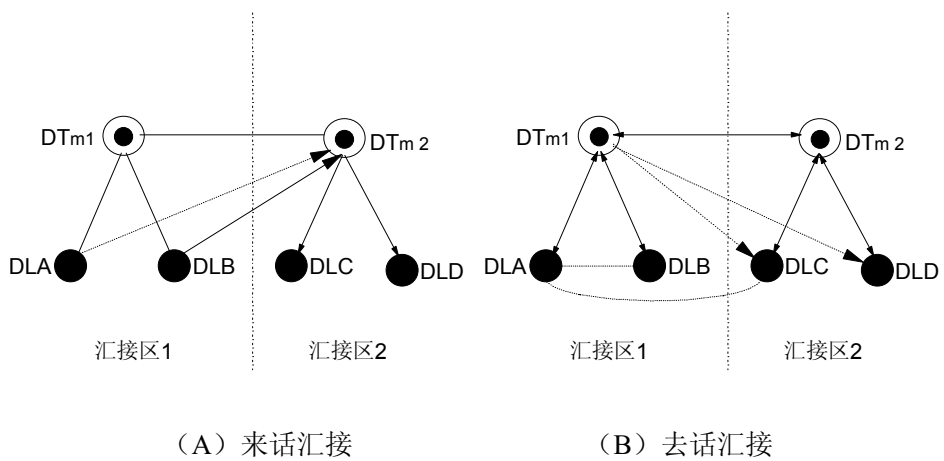 DTm1
DTm 2
DLA
DLB
DLC
DLD
汇接区1
汇接区2
（A）来话汇接
DTm1
DTm 2
DLA
DLB
DLC
DLD
汇接区1
汇接区2
（B）去话汇接